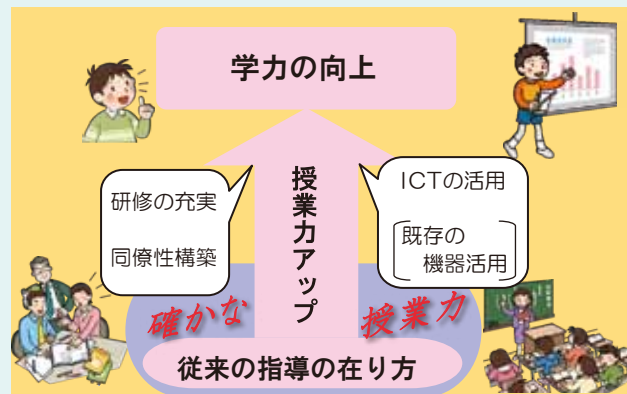 学力の向上
研修の充実
同僚性構築
授業力アップ
ICTの活用
既存の
機器活用
確かな
授業力
従来の指導の在り方